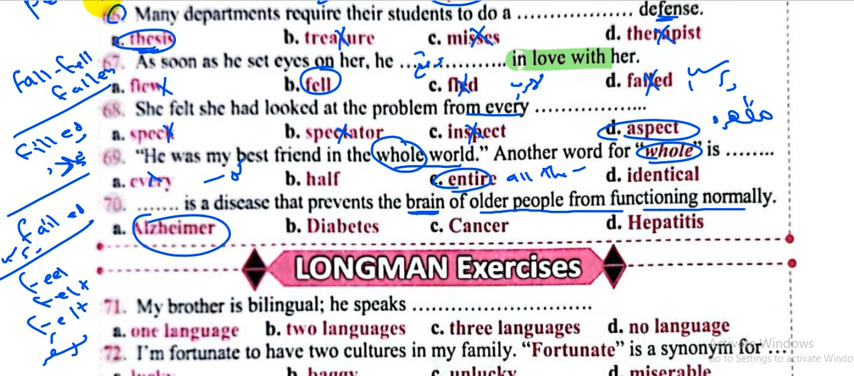 66. Many departments require their students to do a .................... defense.
a. thesis b. treasure c. misses d. therapist
67. As soon as he set eyes on her, he .................... in love with her.
a. flew b. fell c. fled d. failed
68. She felt she had looked at the problem from every ....................
a. speck b. spectator c. inspect d. aspect
69. “He was my best friend in the whole world.” Another word for “whole” is ........
a. every b. half c. entire all the d. identical
70. ........ is a disease that prevents the brain of older people from functioning normally.
a. Alzheimer b. Diabetes c. Cancer d. Hepatitis
fall-fell
fallen
filled
failed
feel
felt
felt
LONGMAN Exercises
71. My brother is bilingual; he speaks ................................
a. one language b. two languages c. three languages d. no language
72. I'm fortunate to have two cultures in my family. “Fortunate” is a synonym for ....
b. happy c. unlucky d. miserable
Activate Windows
Go to Settings to activate Windo